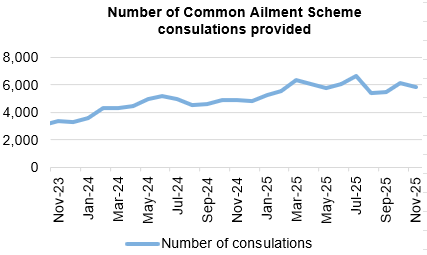 Number of Common Ailment Scheme
consulations provided
8,000
6,000
4,000
2,000
0
Nov-23
Jan-24
Mar-24
May-24
Jul-24
Sep-24
Nov-24
Jan-25
Mar-25
May-25
Jul-25
Sep-25
Nov-25
Number of consulations